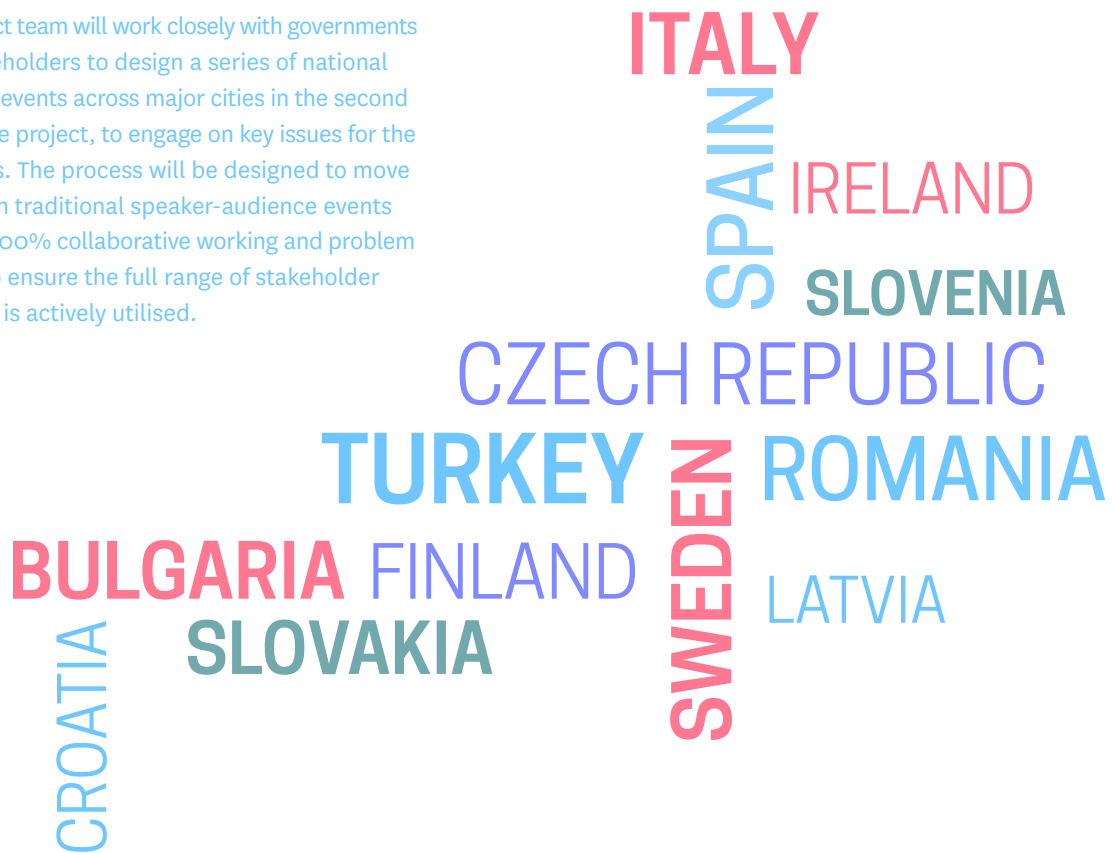 ct team will work closely with governments
eholders to design a series of national
events across major cities in the second
e project, to engage on key issues for the
s. The process will be designed to move
n traditional speaker-audience events
00% collaborative working and problem
ensure the full range of stakeholder
is actively utilised.
ITALY
SPAIN
IRELAND
SLOVENIA
CZECH REPUBLIC
TURKEY
SWEDEN
ROMANIA
BULGARIA
FINLAND
LATVIA
SLOVAKIA
CROATIA